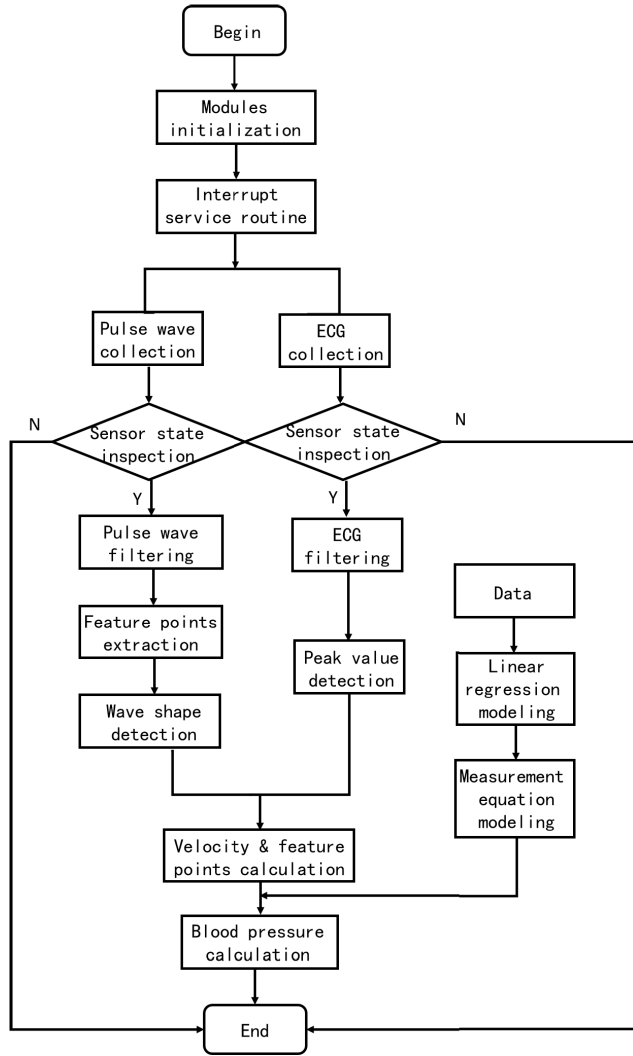 Begin
Modules
initialization
Interrupt
service routine
Pulse wave
collection
ECG
collection
N
Sensor state
inspection
Sensor state
inspection
N
Y
Y
Pulse wave
filtering
ECG
filtering
Data
Feature points
extraction
Peak value
detection
Linear
regression
modeling
Wave shape
detection
Measurement
equation
modeling
Velocity & feature
points calculation
Blood pressure
calculation
End